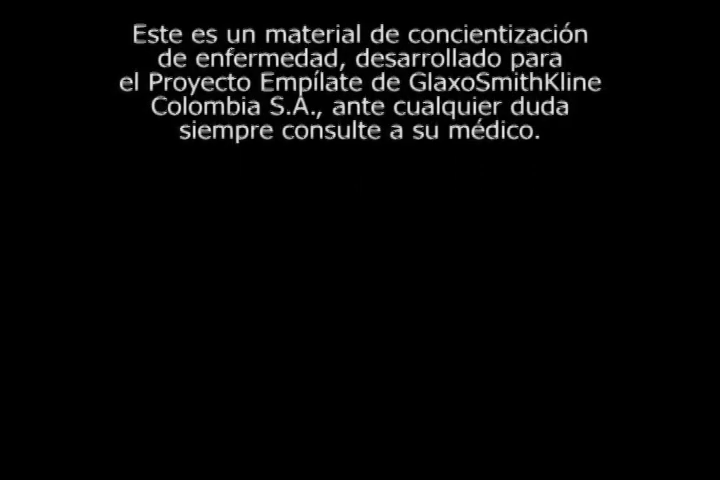 Este es un material de concientización
de enfermedad, desarrollado para
el Proyecto Empílate de GlaxoSmithKline
Colombia S.A., ante cualquier duda
siempre consulte a su médico.